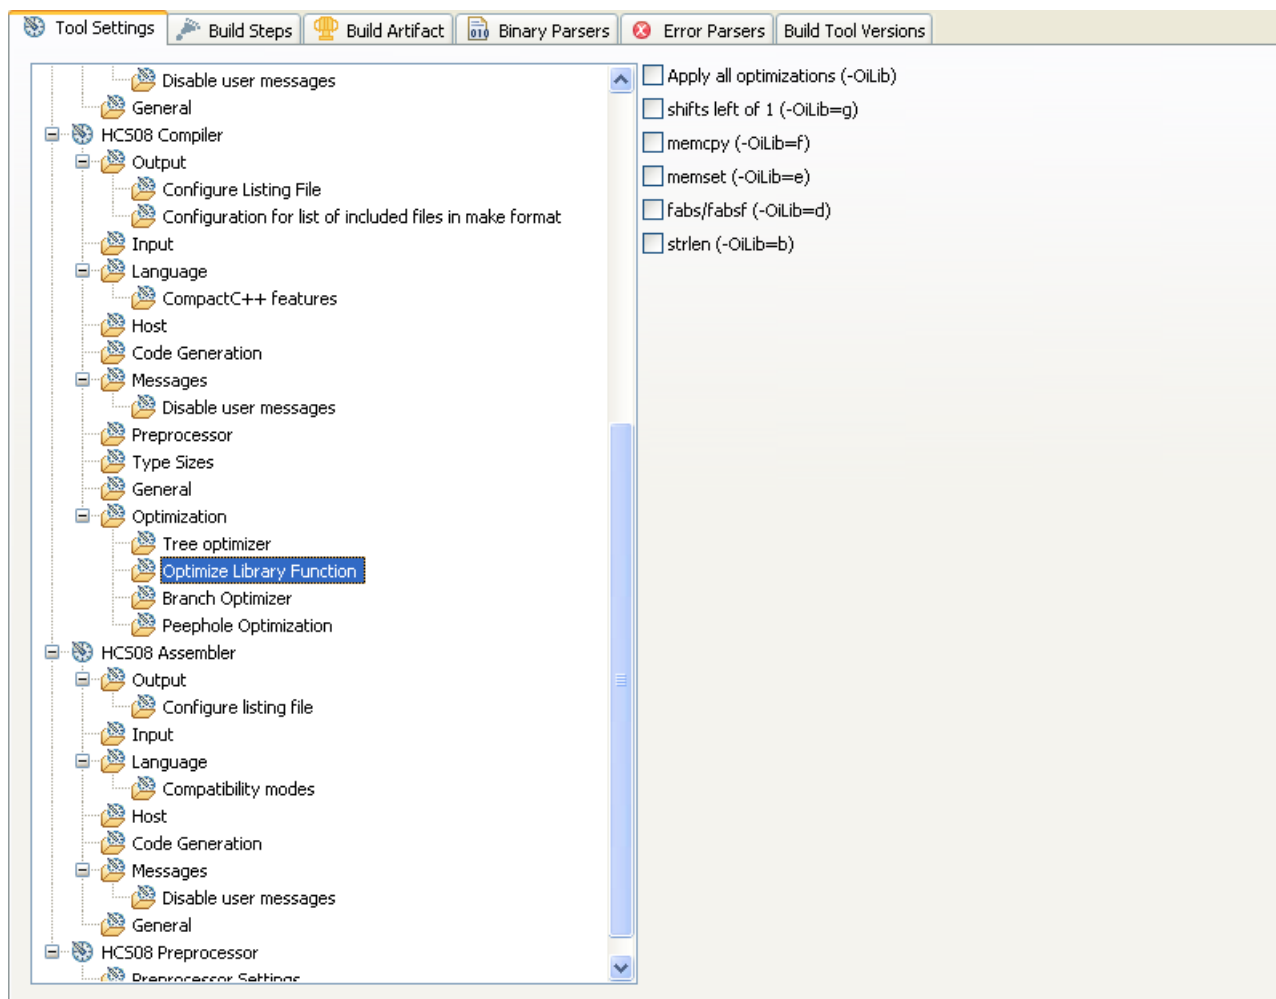 Tool Settings Build Steps Build Artifact Binary Parsers Error Parsers Build Tool Versions
Disable user messages
General
HCS08 Compiler
Output
Configure Listing File
Configuration for list of included files in make format
Input
Language
CompactC++ features
Host
Code Generation
Messages
Disable user messages
Preprocessor
Type Sizes
General
Optimization
Tree optimizer
Optimize Library Function
Branch Optimizer
Peephole Optimization
HCS08 Assembler
Output
Configure listing file
Input
Language
Compatibility modes
Host
Code Generation
Messages
Disable user messages
General
HCS08 Preprocessor
Preprocessor Settings
Apply all optimizations (-OiLib)
shifts left of 1 (-OiLib=g)
memcpy (-OiLib=f)
memset (-OiLib=e)
fabs/fabsf (-OiLib=d)
strlen (-OiLib=b)